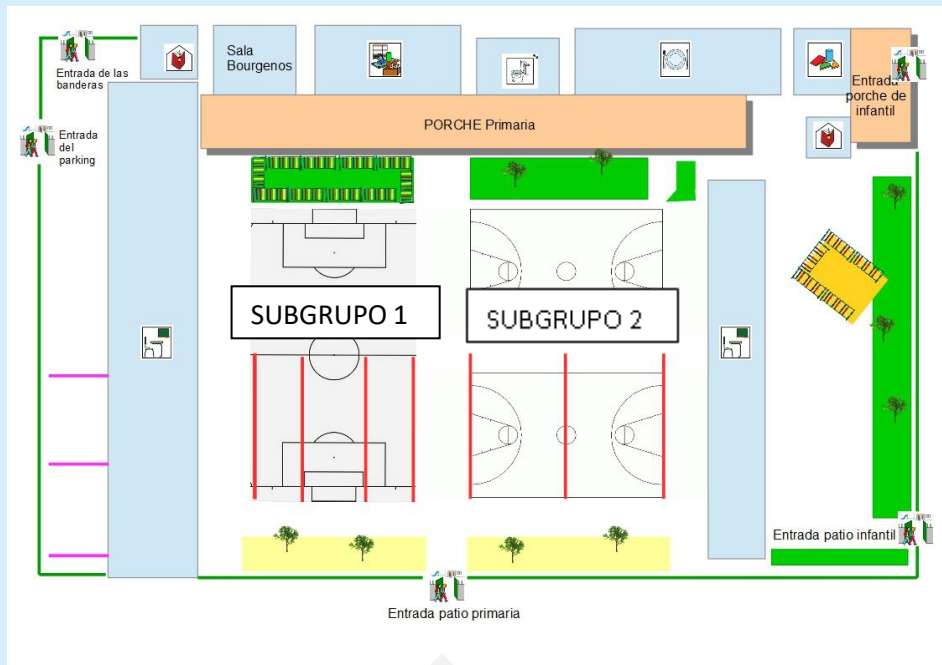 Entrada de las
banderas
Sala
Bourgenos
Entrada
porche de
infantil
PORCHE Primaria
Entrada
del
parking
SUBGRUPO 1
SUBGRUPO 2
Entrada patio infantil
Entrada patio primaria